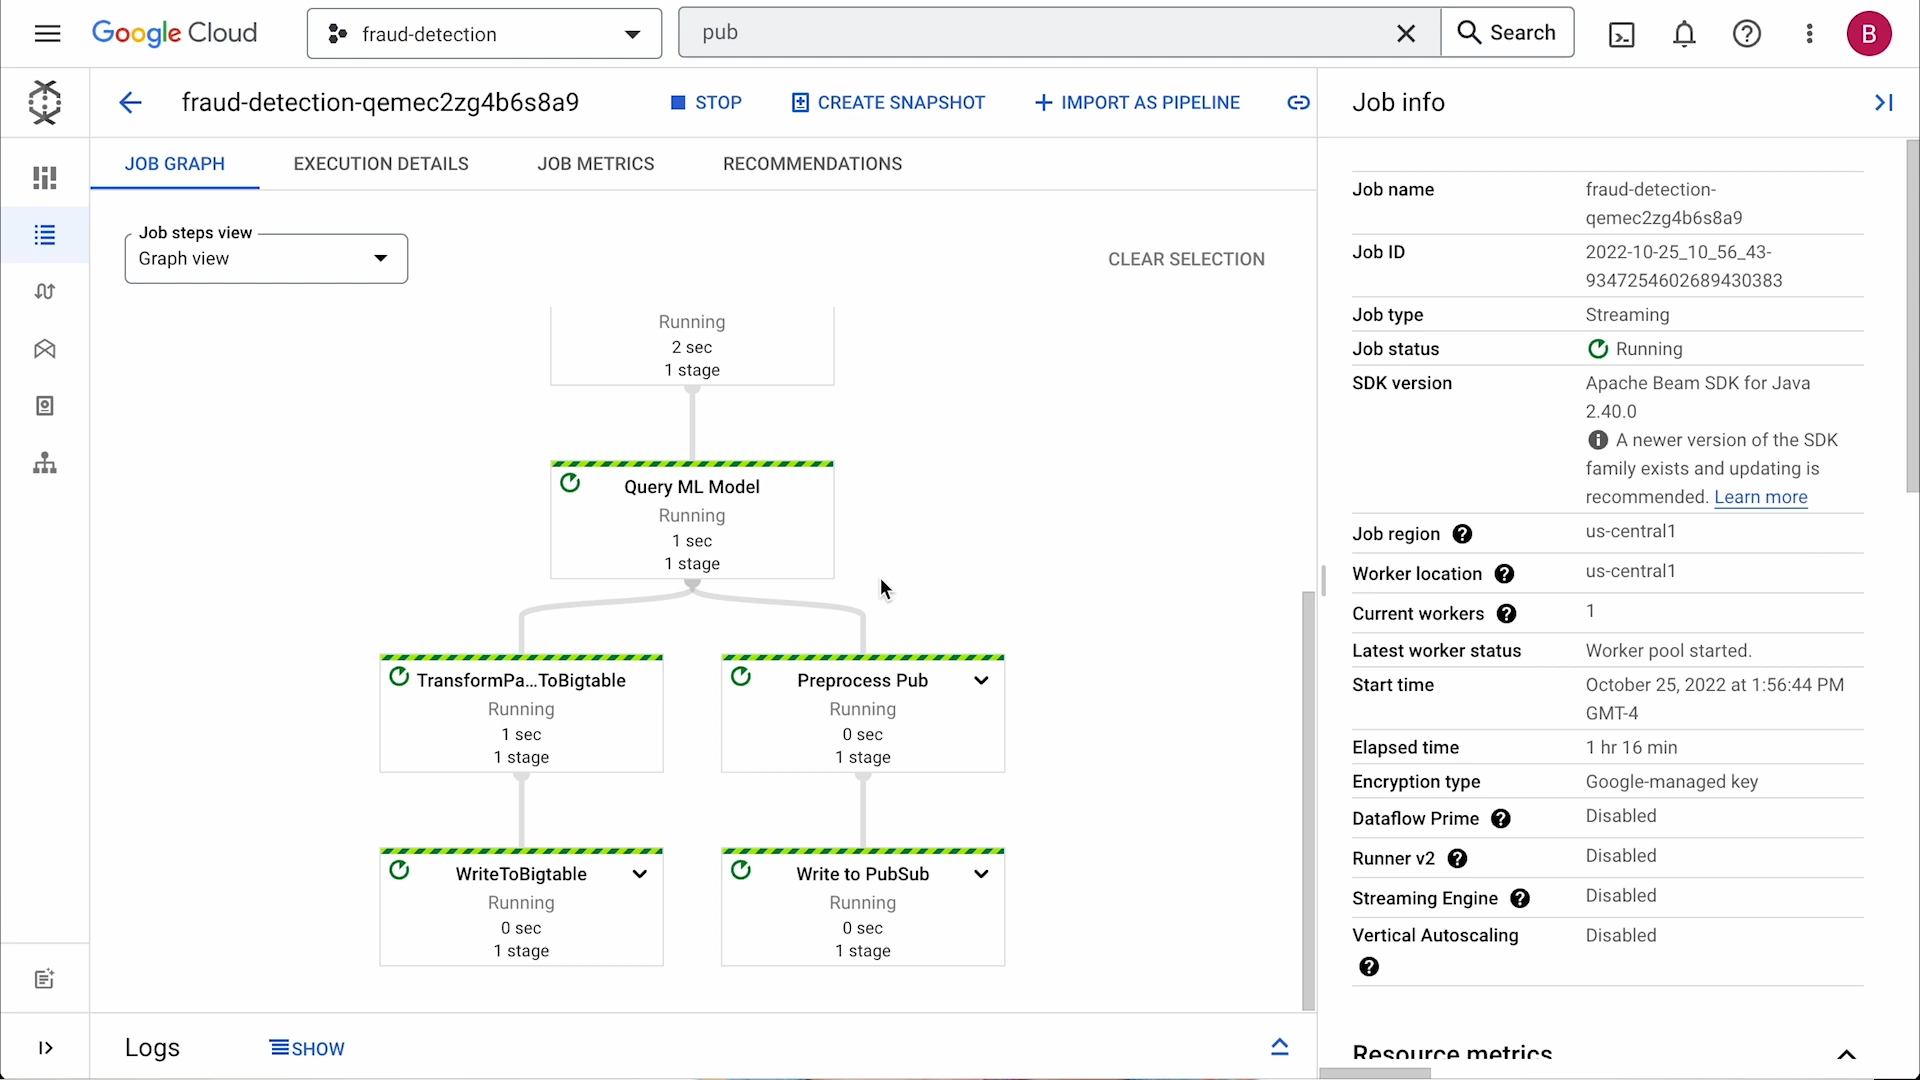 Google Cloud
fraud-detection
pub
Search
B
fraud-detection-qemec2zg4b6s8a9
STOP
CREATE SNAPSHOT
IMPORT AS PIPELINE
JOB GRAPH
EXECUTION DETAILS
JOB METRICS
RECOMMENDATIONS
Job steps view
Graph view
CLEAR SELECTION
Running
2 sec
1 stage
Query ML Model
Running
1 sec
1 stage
TransformPa...ToBigtable
Running
1 sec
1 stage
Preprocess Pub
Running
0 sec
1 stage
WriteToBigtable
Running
0 sec
1 stage
Write to PubSub
Running
0 sec
1 stage
Logs
SHOW
Job info
Job name
fraud-detection-
qemec2zg4b6s8a9
Job ID
2022-10-25_10_56_43-
9347254602689430383
Job type
Streaming
Job status
Running
SDK version
Apache Beam SDK for Java
2.40.0
A newer version of the SDK
family exists and updating is
recommended. Learn more
Job region
us-central1
Worker location
us-central1
Current workers
1
Latest worker status
Worker pool started.
Start time
October 25, 2022 at 1:56:44 PM
GMT-4
Elapsed time
1 hr 16 min
Encryption type
Google-managed key
Dataflow Prime
Disabled
Runner v2
Disabled
Streaming Engine
Disabled
Vertical Autoscaling
Disabled
Resource metrics